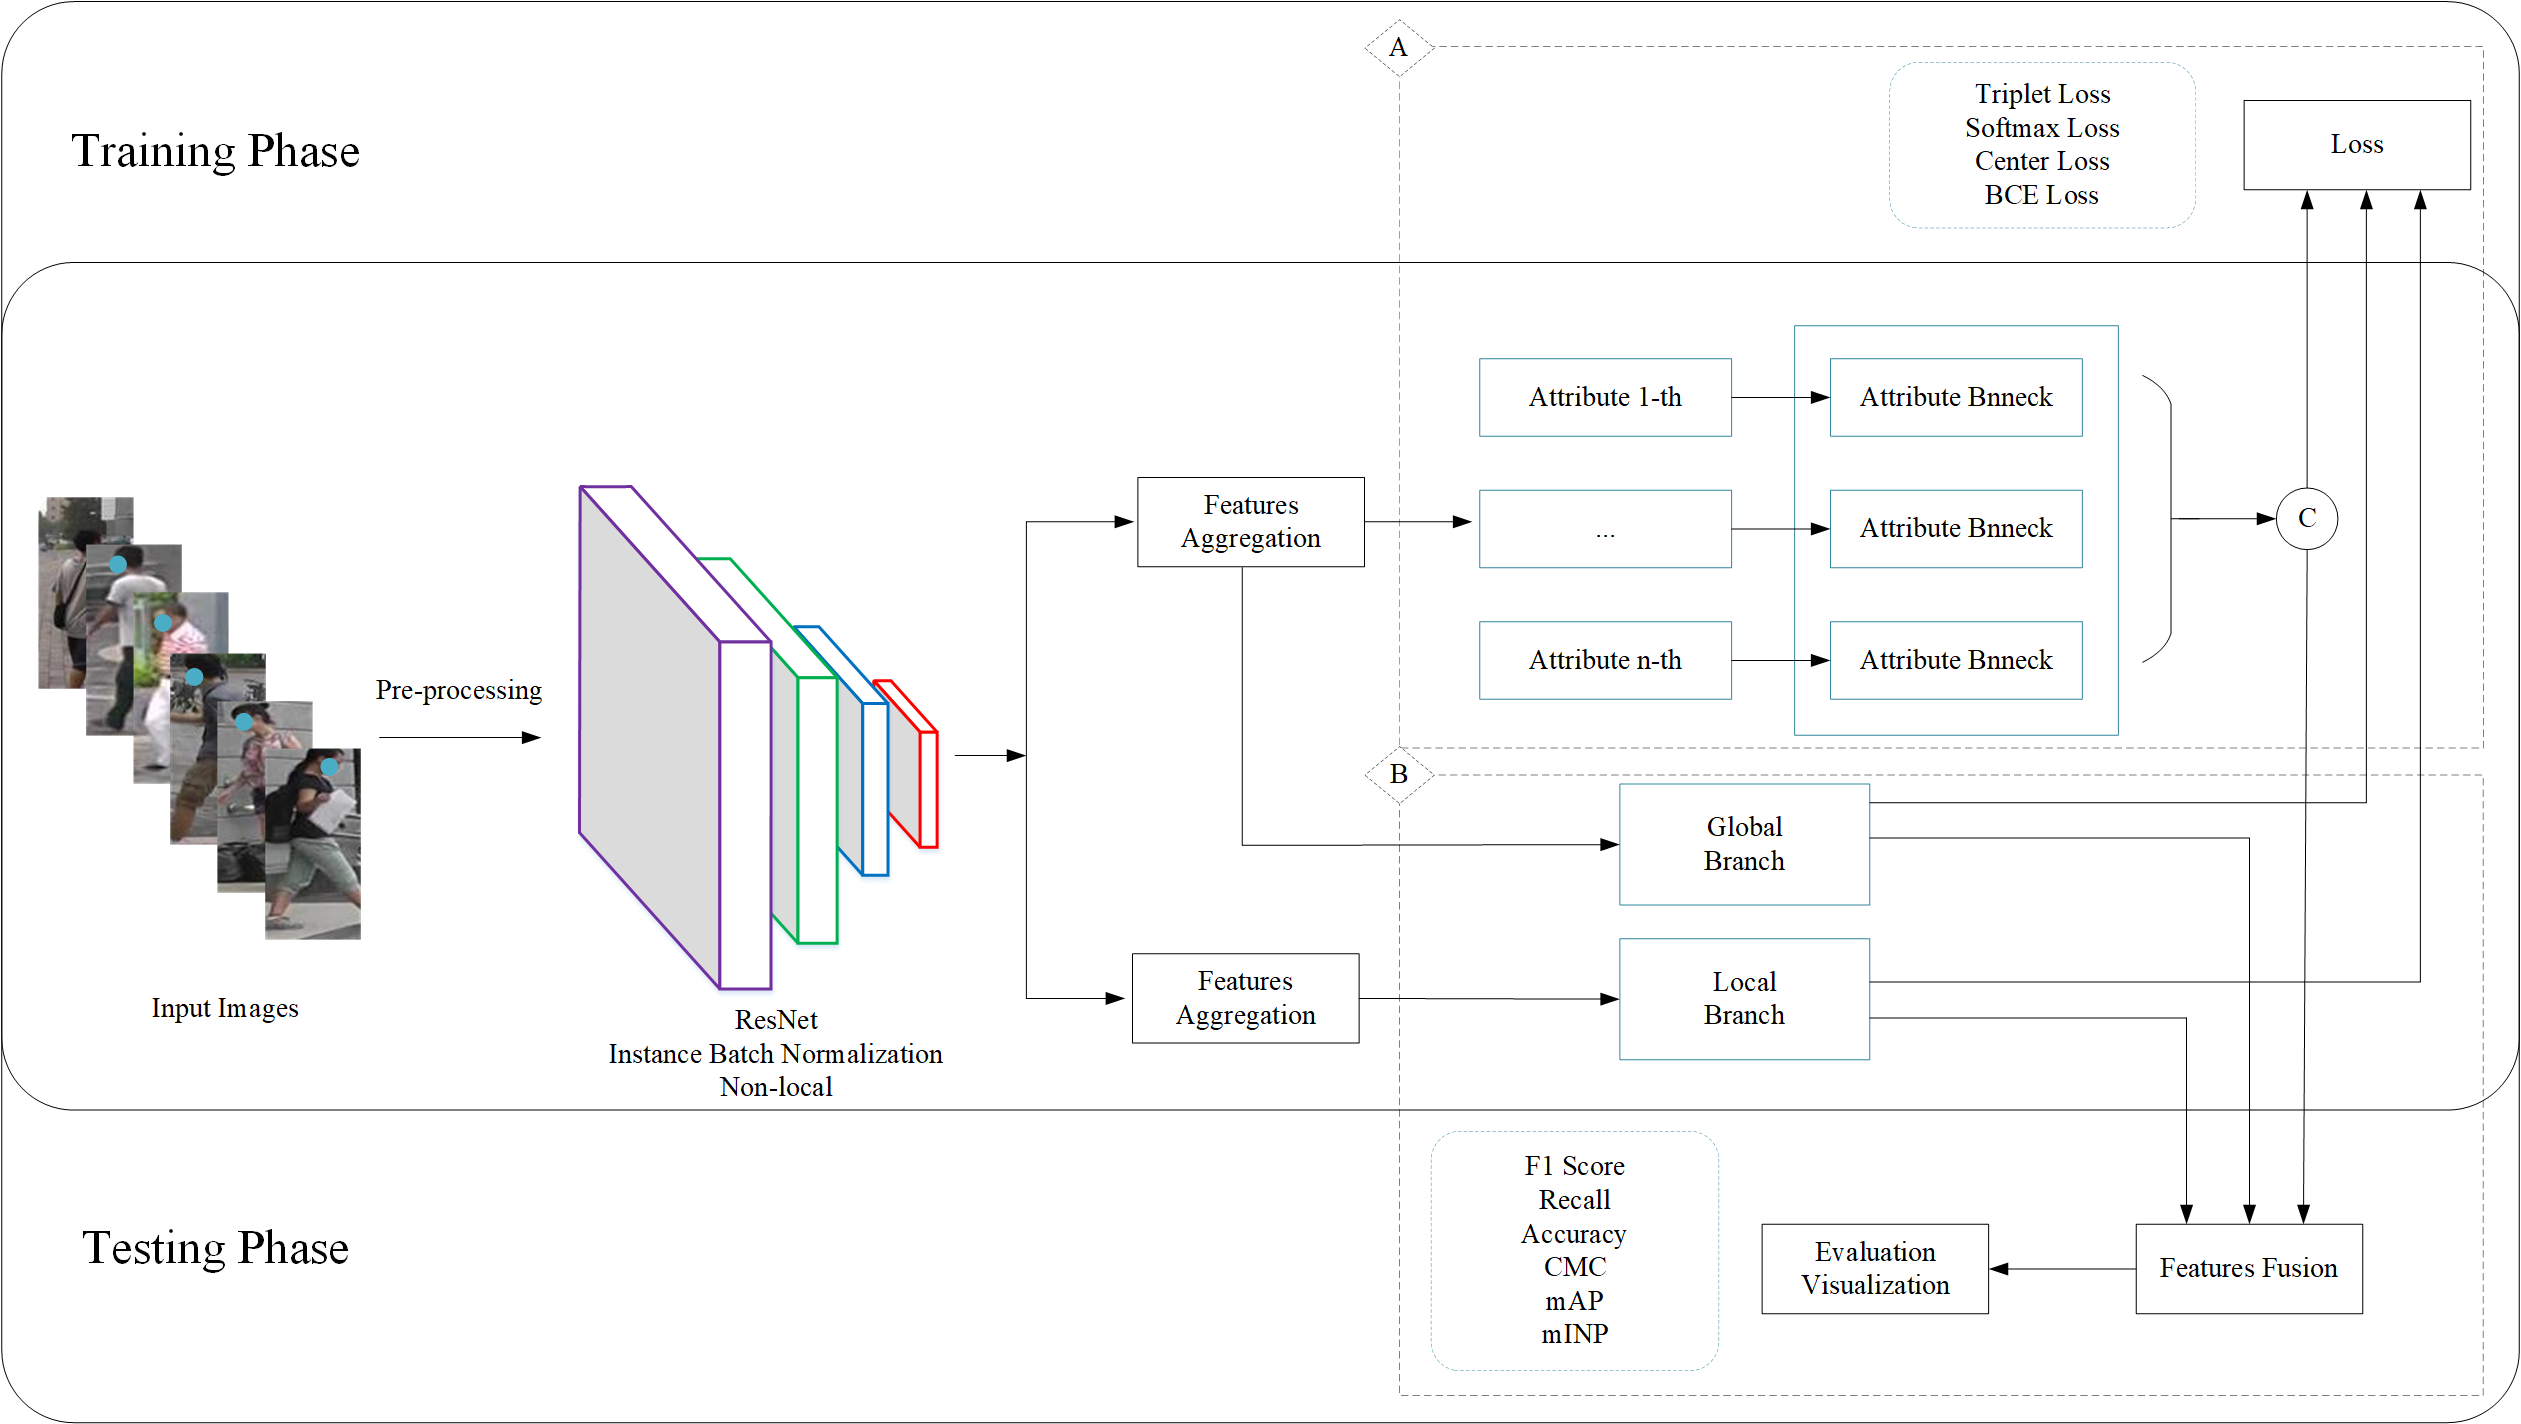 A
Training Phase
Triplet Loss
Softmax Loss
Center Loss
BCE Loss
Loss
Attribute 1-th
Attribute Bnneck
Features
Aggregation
...
Attribute Bnneck
C
Attribute n-th
Attribute Bnneck
Pre-processing
B
Global
Branch
Features
Aggregation
Local
Branch
Input Images
ResNet
Instance Batch Normalization
Non-local
Testing Phase
F1 Score
Recall
Accuracy
CMC
mAP
mINP
Evaluation
Visualization
Features Fusion